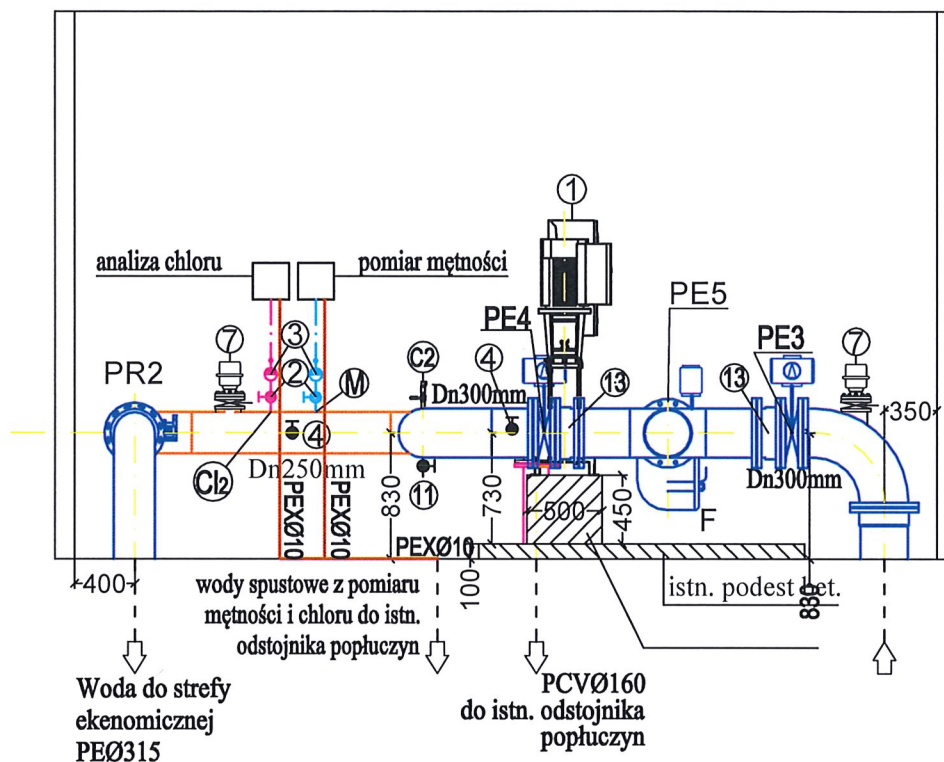 1
analiza chloru
pomiar mętności
PE5
PE4
PE3
7
3
C2
4
13
13
7
350
PR2
Dn300mm
2
M
4
Cl2
Dn250mm
11
Dn300mm
PEXØ10
PEXØ10
830
730
500
450
F
PEXØ10
400
100
830
istn. podest bet.
wody spustowe z pomiaru
mętności i chloru do istn.
odstojnika popłuczyn
Woda do strefy
ekenomicznej
PEØ315
PCVØ160
do istn. odstojnika
popłuczyn